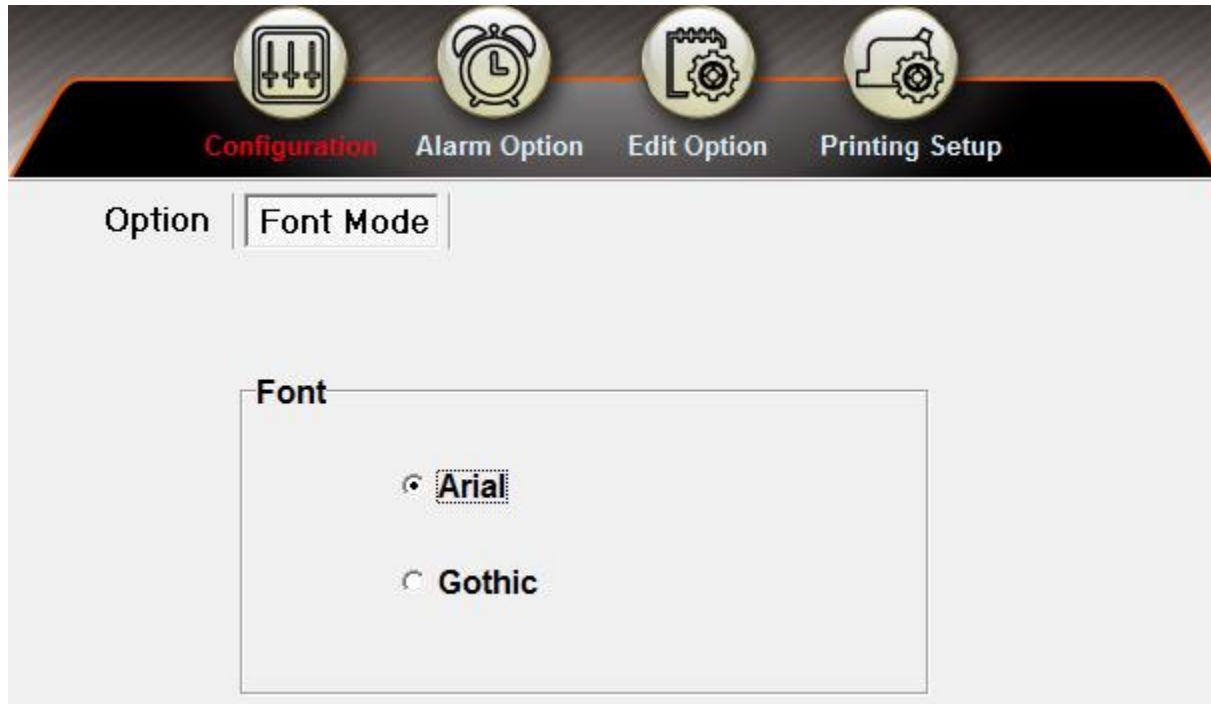 Configuration Alarm Option Edit Option Printing Setup
Option Font Mode
Font
Arial
Gothic